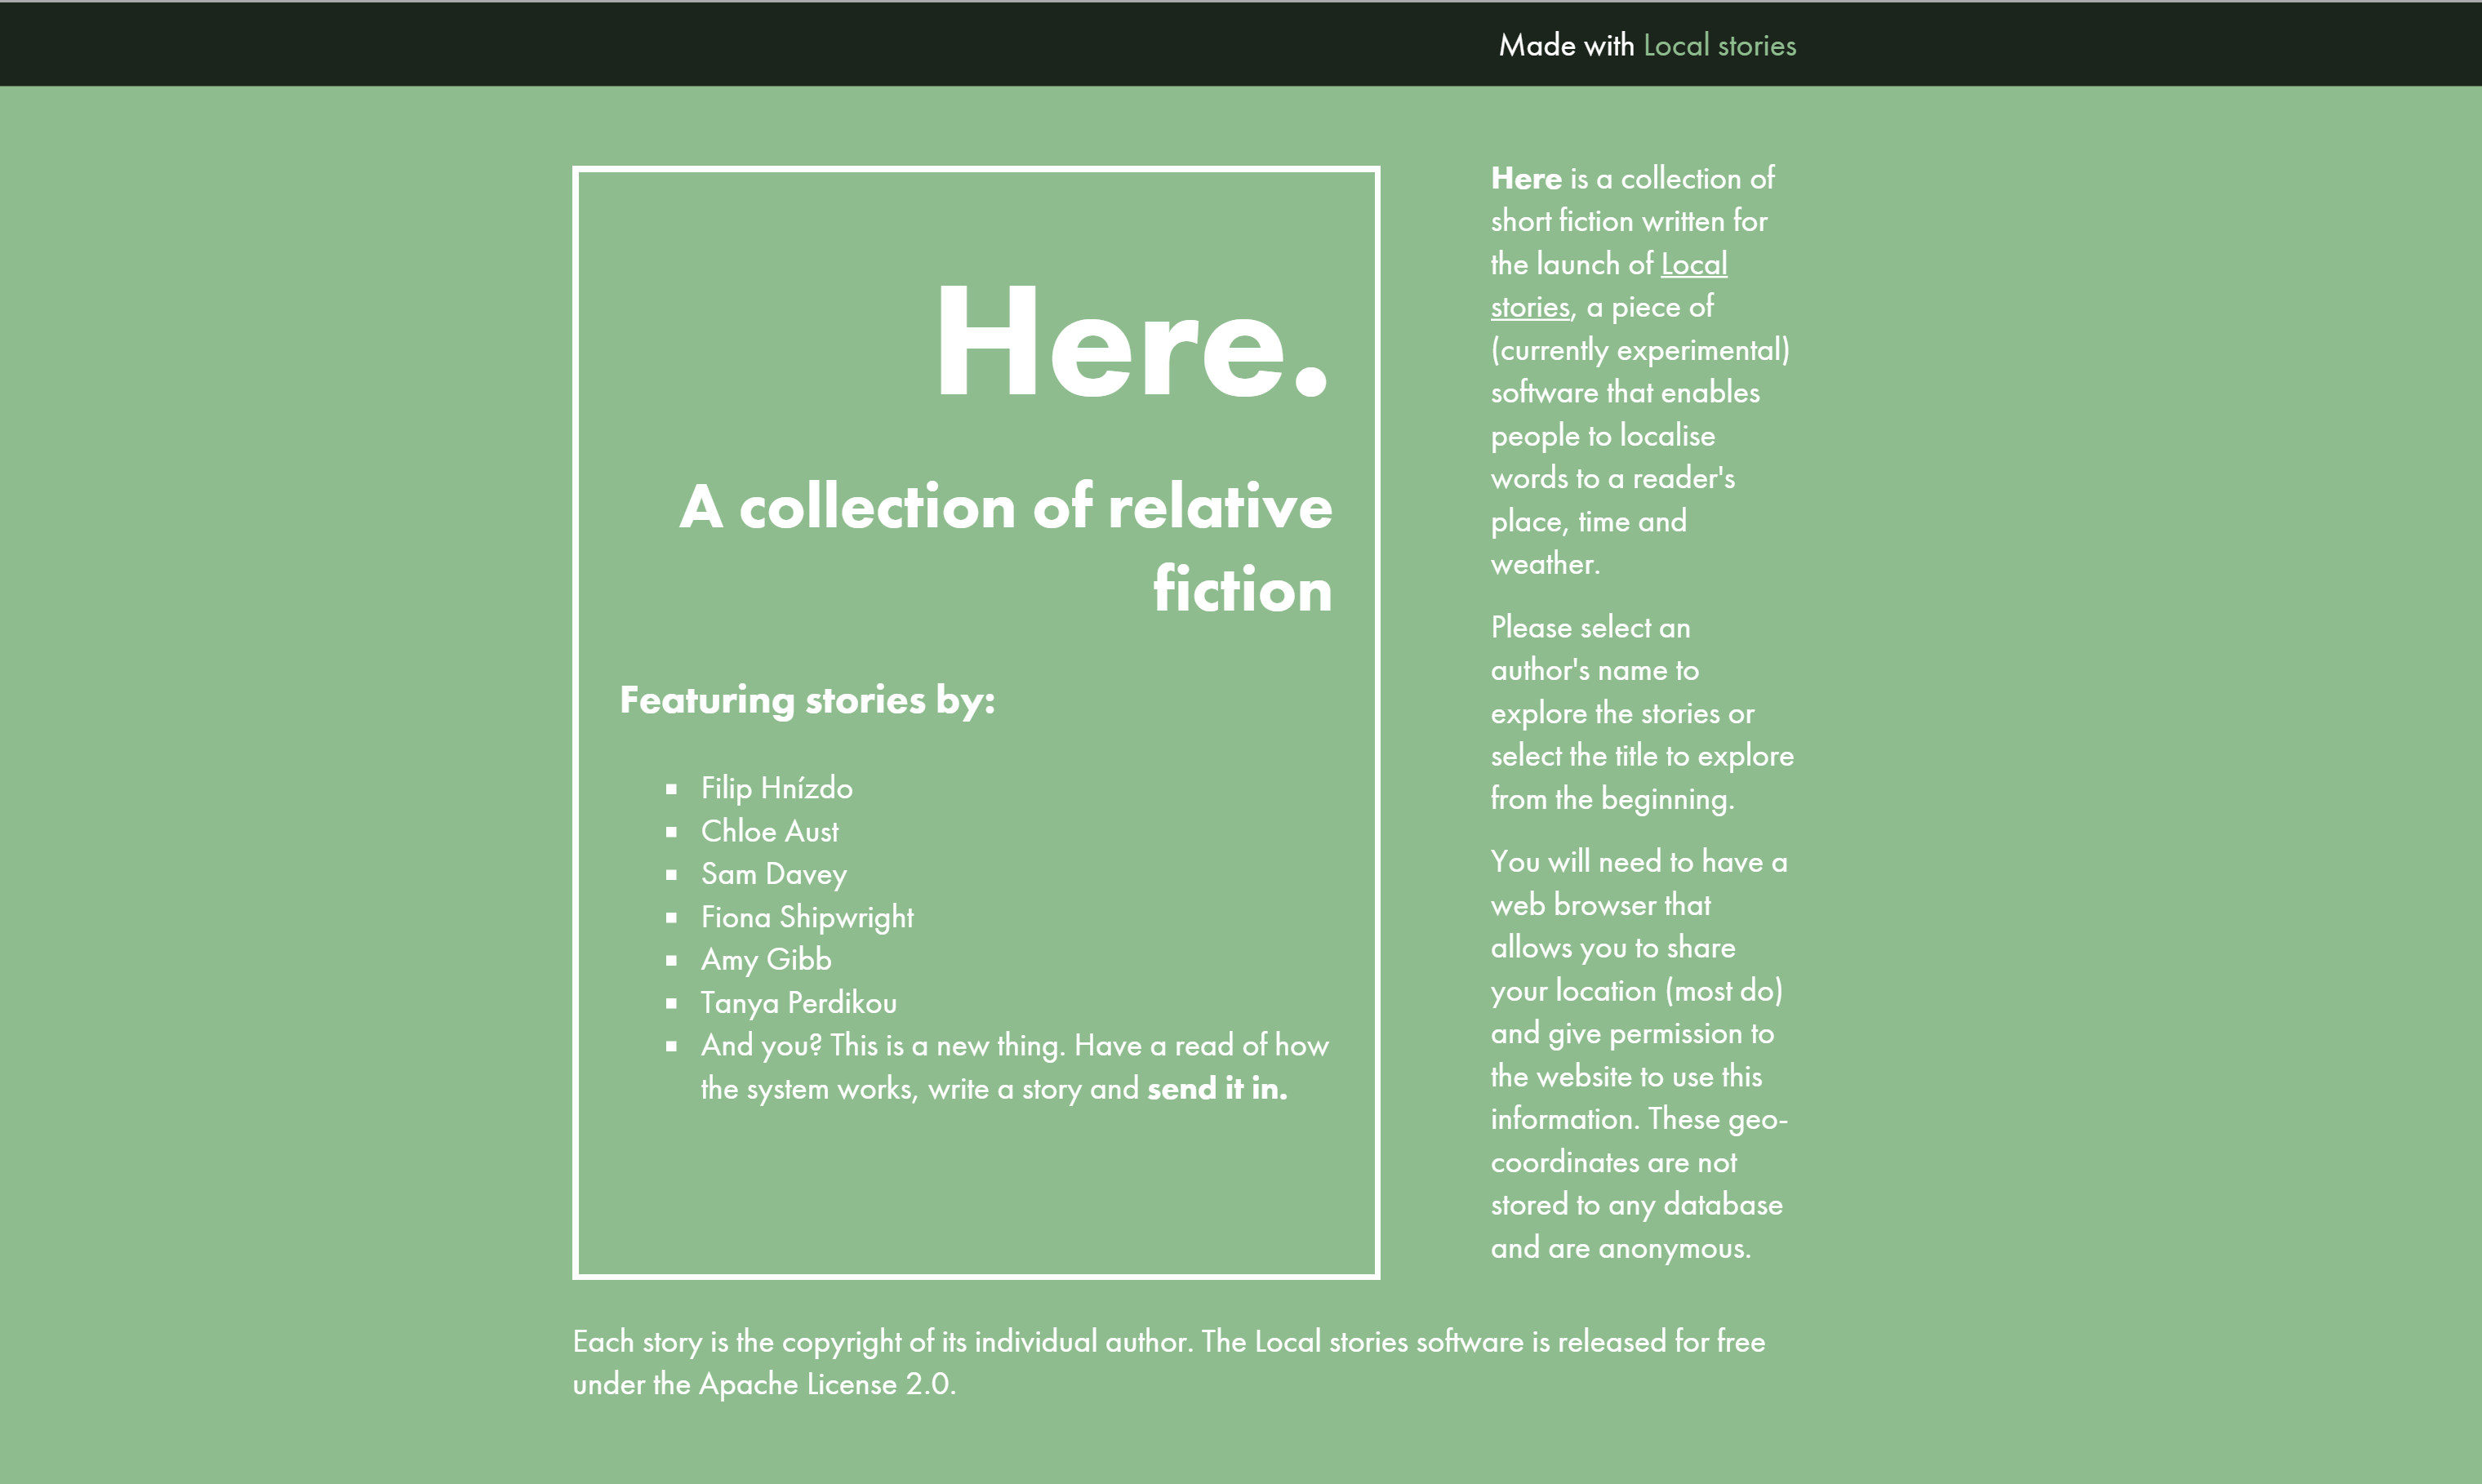 Made with Local stories
Here.
A collection of relative
fiction
Featuring stories by:
Filip Hnízdo
Chloe Aust
Sam Davey
Fiona Shipwright
Amy Gibb
Tanya Perdikou
And you? This is a new thing. Have a read of how
the system works, write a story and send it in.
Here is a collection of
short fiction written for
the launch of Local
stories, a piece of
(currently experimental)
software that enables
people to localise
words to a reader's
place, time and
weather.
Please select an
author's name to
explore the stories or
select the title to explore
from the beginning.
You will need to have a
web browser that
allows you to share
your location (most do)
and give permission to
the website to use this
information. These geo-
coordinates are not
stored to any database
and are anonymous.
Each story is the copyright of its individual author. The Local stories software is released for free
under the Apache License 2.0.